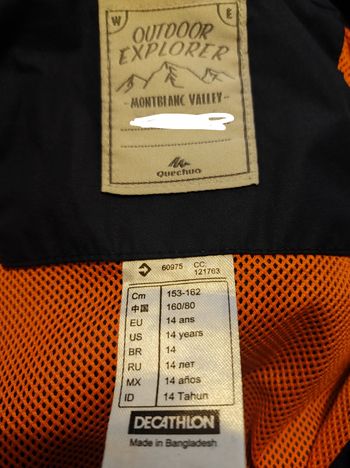 W E
OUTDOOR
EXPLORER
- MONTBLANC VALLEY -
Quechua
60975 CC:
121763
Cm 153-162
中国 160/80
EU 14 ans
US 14 years
BR 14
RU 14 лет
MX 14 años
ID 14 Tahun
DECATHLON
Made in Bangladesh